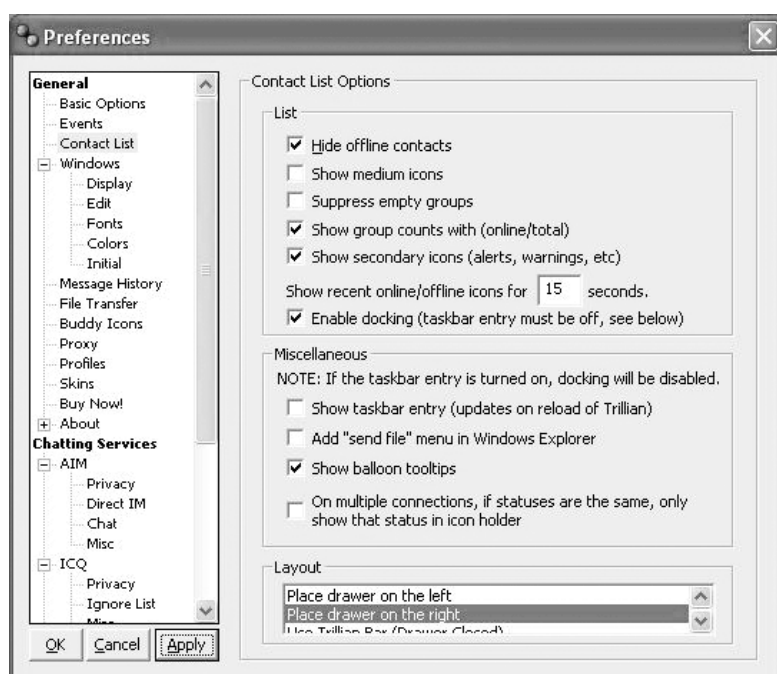 Preferences
General
Basic Options
Events
Contact List
Windows
Display
Edit
Fonts
Colors
Initial
Message History
File Transfer
Buddy Icons
Proxy
Profiles
Skins
Buy Now!
About
Chatting Services
AIM
Privacy
Direct IM
Chat
Misc
ICQ
Privacy
Ignore List
Misc
OK
Cancel
Apply
Contact List Options
List
Hide offline contacts
Show medium icons
Suppress empty groups
Show group counts with (online/total)
Show secondary icons (alerts, warnings, etc)
Show recent online/offline icons for 15 seconds.
Enable docking (taskbar entry must be off, see below)
Miscellaneous
NOTE: If the taskbar entry is turned on, docking will be disabled.
Show taskbar entry (updates on reload of Trillian)
Add "send file" menu in Windows Explorer
Show balloon tooltips
On multiple connections, if statuses are the same, only
show that status in icon holder
Layout
Place drawer on the left
Place drawer on the right
Use Trillian Bar (Drawer Closed)